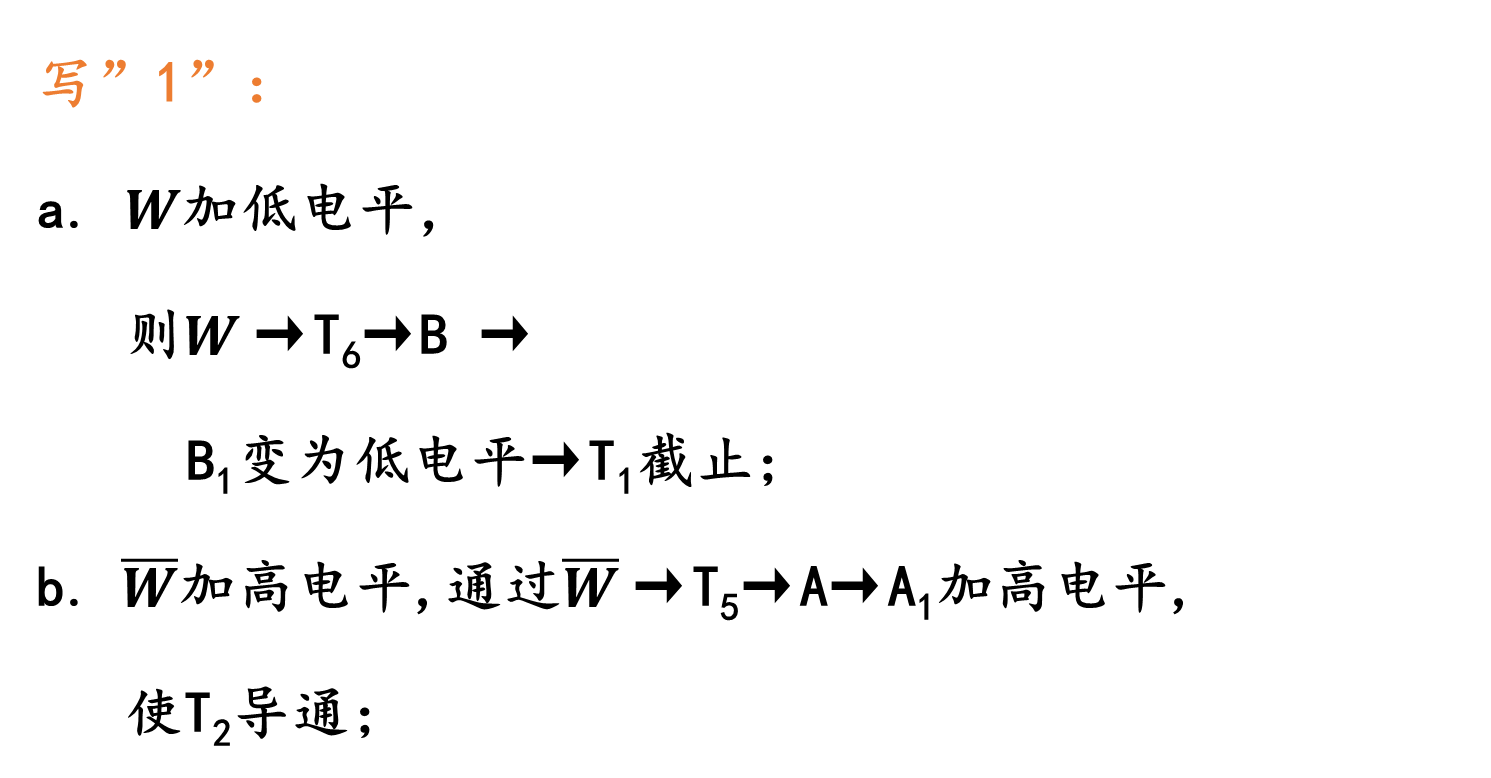 写”1”：
a. W加低电平，
则W →T₆→B →
B₁变为低电平→T₁截止；
b. W̅加高电平,通过W̅ →T₅→A→A₁加高电平，
使T₂导通；